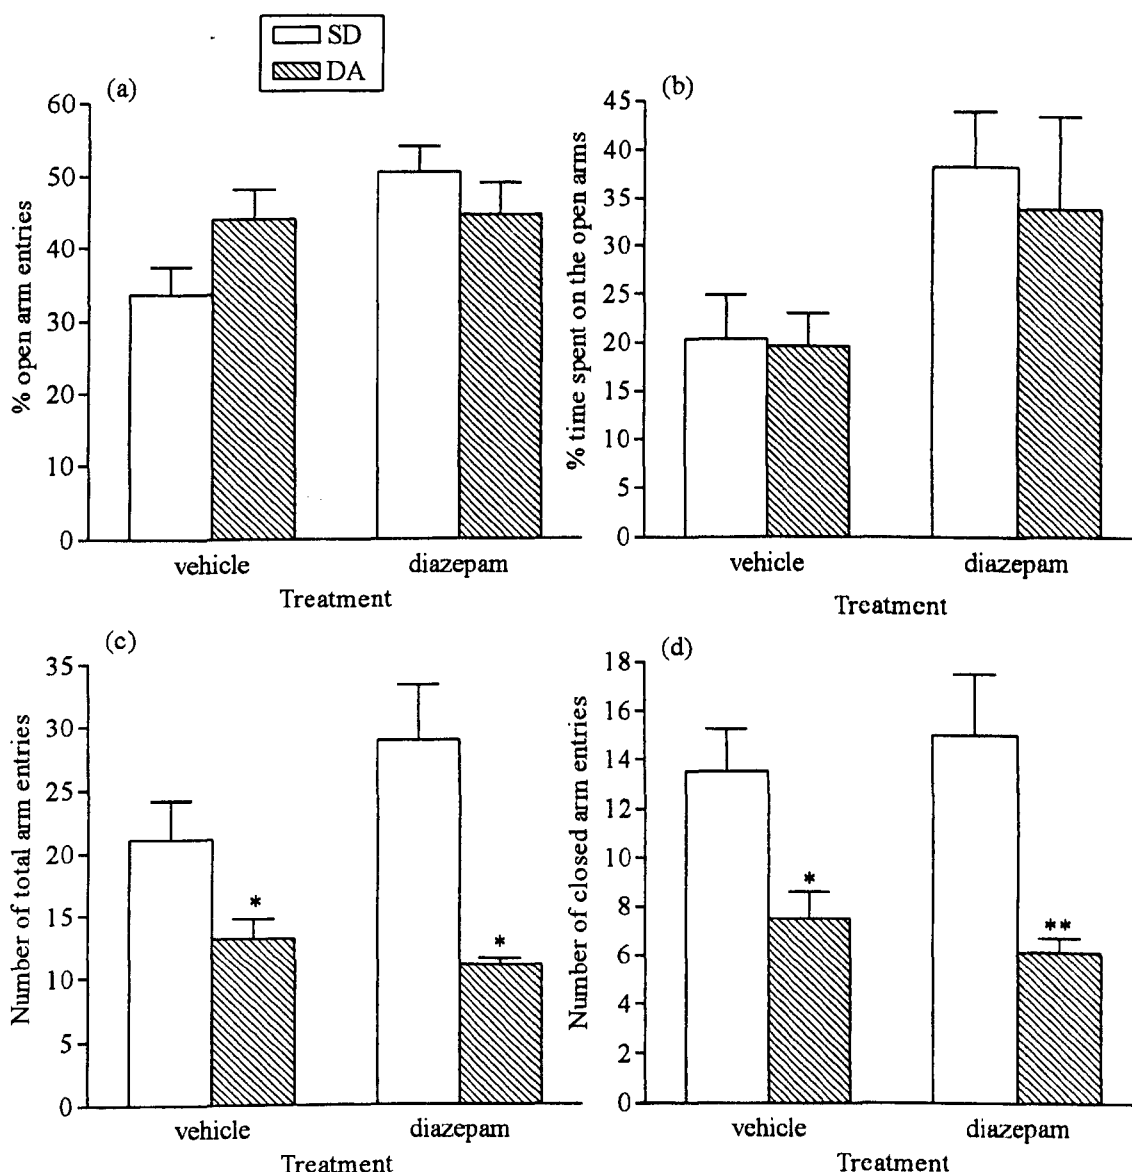 SD
DA
(a)
% open arm entries
60
50
40
30
20
10
0
vehicle diazepam
Treatment
(b)
% time spent on the open arms
45
40
35
30
25
20
15
10
5
0
vehicle diazepam
Treatment
(c)
Number of total arm entries
35
30
25
20
15
10
5
0
*
*
vehicle diazepam
Treatment
(d)
Number of closed arm entries
18
16
14
12
10
8
6
4
2
0
*
**
vehicle diazepam
Treatment